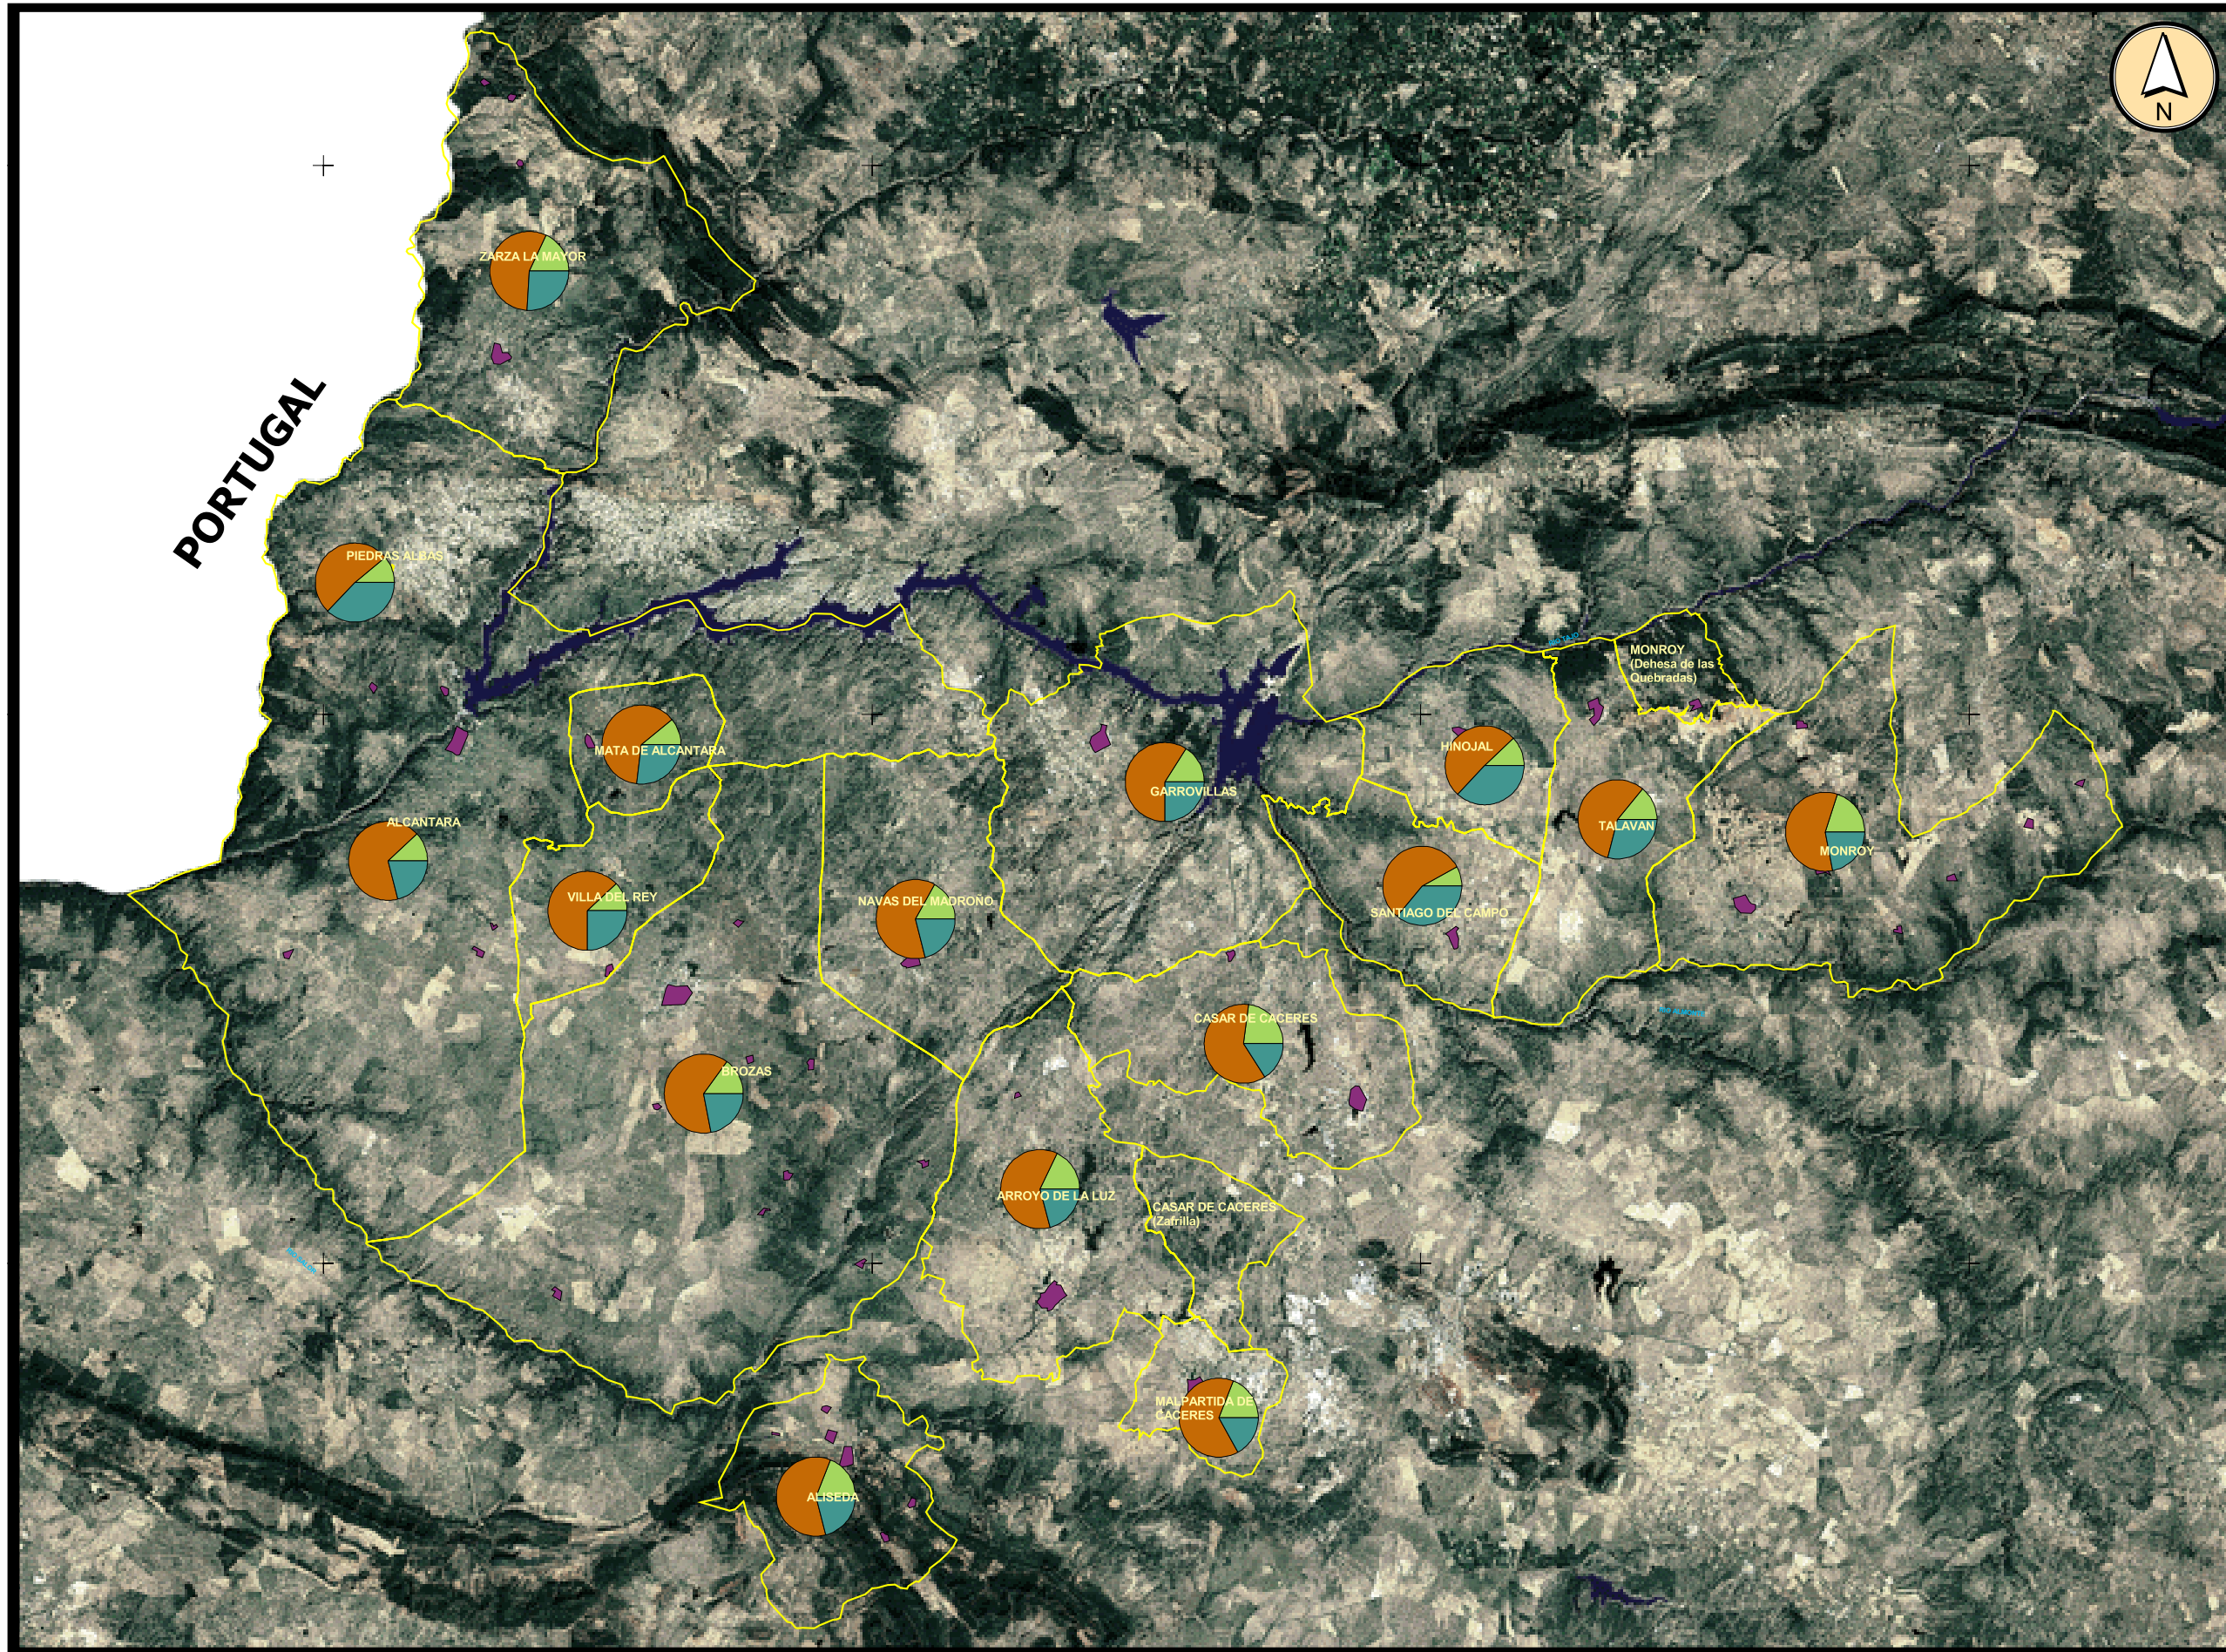 N
ZARZA LA MAYOR
PORTUGAL
PIEDRAS ALBAS
MONROY
(Dehesa de las
Quebradas)
MATA DE ALCANTARA
HINOJAL
GARROVILLAS
ALCANTARA
TALAVAN
MONROY
VILLA DEL REY
NAVAS DEL MADROÑO
SANTIAGO DEL CAMPO
CASAR DE CACERES
BROZAS
ARROYO DE LA LUZ
CASAR DE CACERES
(Zafrilla)
MALPARTIDA DE
CACERES
ALISEDA